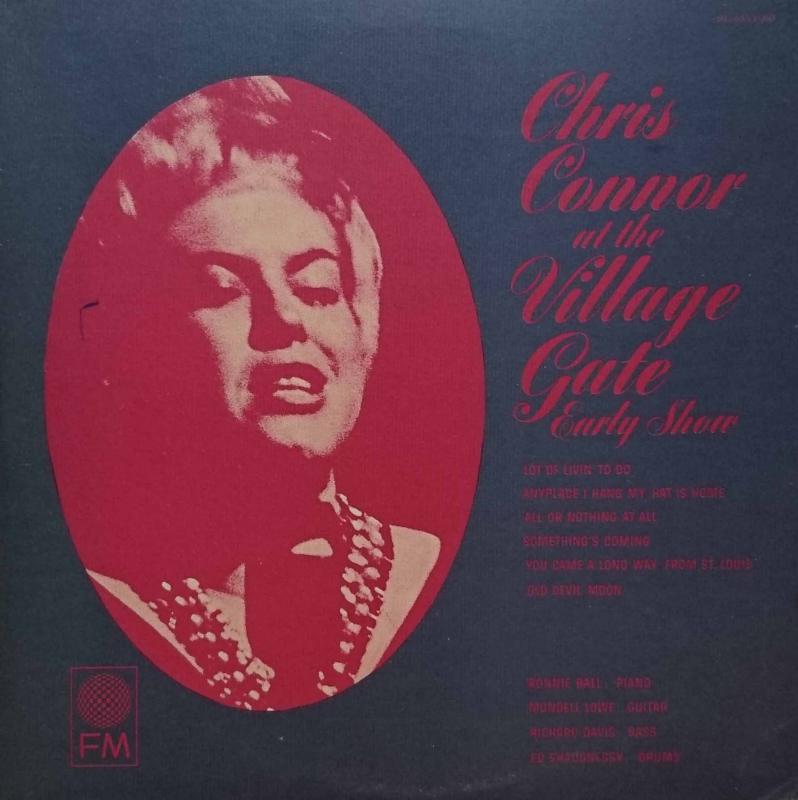 Chris
Connor
at the
Village
Gate
Early Show
LOT OF LIVIN' TO DO
ANYPLACE I HANG MY HAT IS HOME
ALL OR NOTHING AT ALL
SOMETHING'S COMING
YOU CAME A LONG WAY FROM ST. LOUIS
OLD DEVIL MOON
RONNIE BALL: PIANO
MUNDELL LOWE: GUITAR
RICHARD DAVIS: BASS
ED SHAUGNESSY: DRUMS
FM